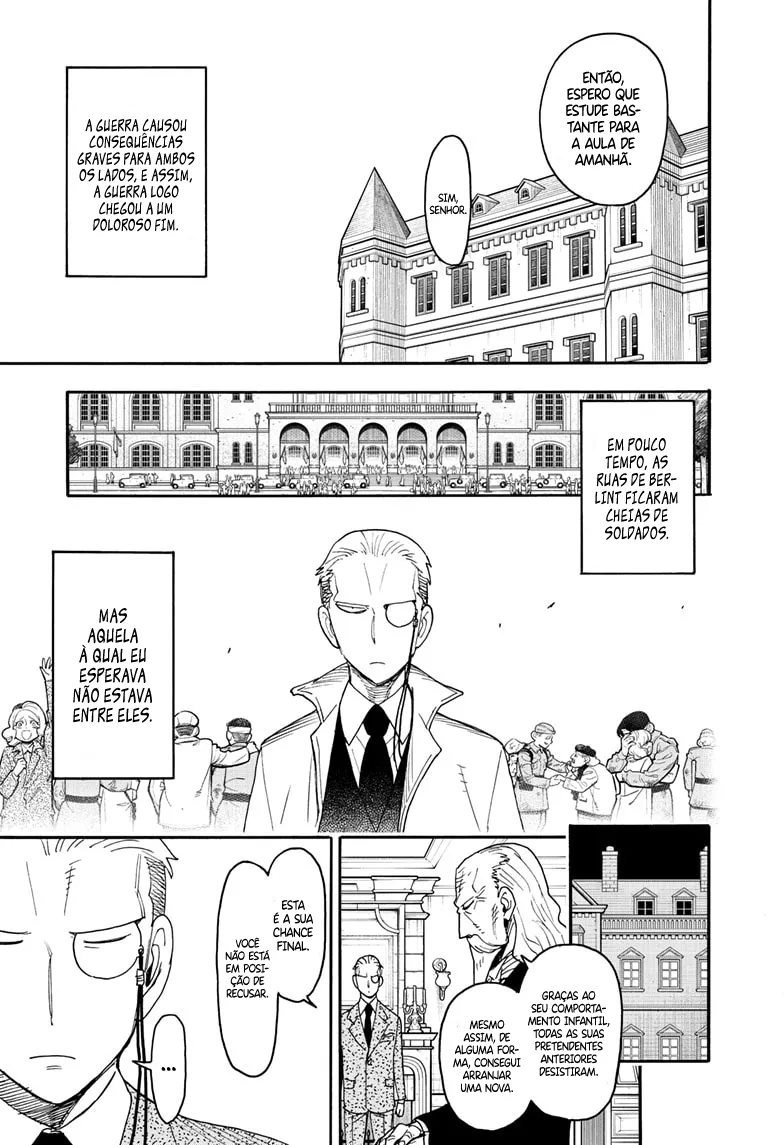 ENTÃO,
ESPERO QUE
ESTUDE BAS-
TANTE PARA
A AULA DE
AMANHÃ.
SIM,
SENHOR.
A GUERRA CAUSOU
CONSEQUÊNCIAS
GRAVES PARA AMBOS
OS LADOS, E ASSIM,
A GUERRA LOGO
CHEGOU A UM
DOLOROSO FIM.
EM POUCO
TEMPO, AS
RUAS DE BER-
LINT FICARAM
CHEIAS DE
SOLDADOS.
MAS
AQUELA
À QUAL EU
ESPERAVA
NÃO ESTAVA
ENTRE ELES.
GRAÇAS AO
SEU COMPORTA-
MENTO INFANTIL,
TODAS AS SUAS
PRETENDENTES
ANTERIORES
DESISTIRAM.
MESMO
ASSIM, DE
ALGUMA FOR-
MA, CONSEGUI
ARRANJAR
UMA NOVA.
ESTA
É A SUA
CHANCE
FINAL.
VOCÊ
NÃO ESTÁ
EM POSI-
ÇÃO DE
RECUSAR.
...